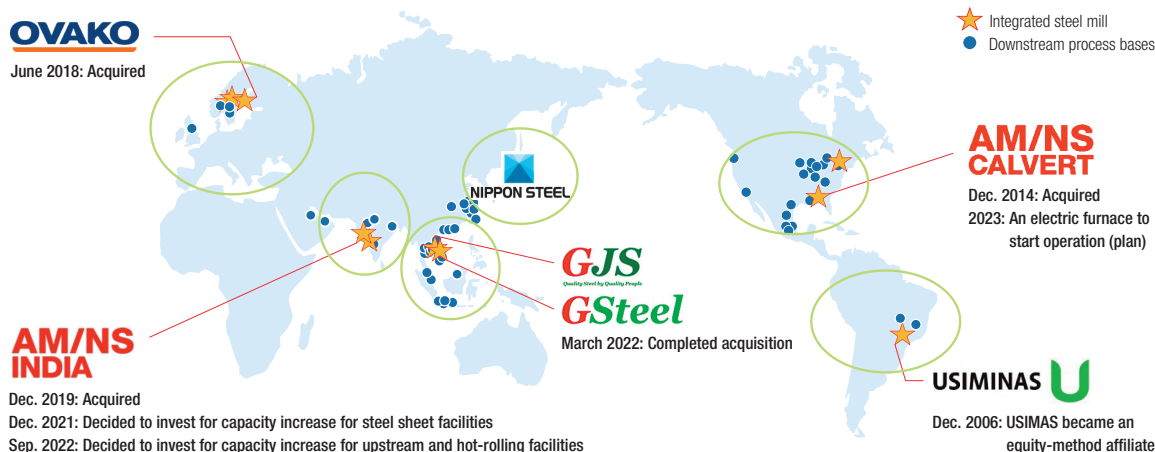 OVAKO
June 2018: Acquired
Integrated steel mill
Downstream process bases
NIPPON STEEL
AM/NS
CALVERT
Dec. 2014: Acquired
2023: An electric furnace to
start operation (plan)
GJS
Quality Steel by Quality People
GSteel
March 2022: Completed acquisition
AM/NS
INDIA
Dec. 2019: Acquired
Dec. 2021: Decided to invest for capacity increase for steel sheet facilities
Sep. 2022: Decided to invest for capacity increase for upstream and hot-rolling facilities
USIMINAS U
Dec. 2006: USIMAS became an
equity-method affiliate